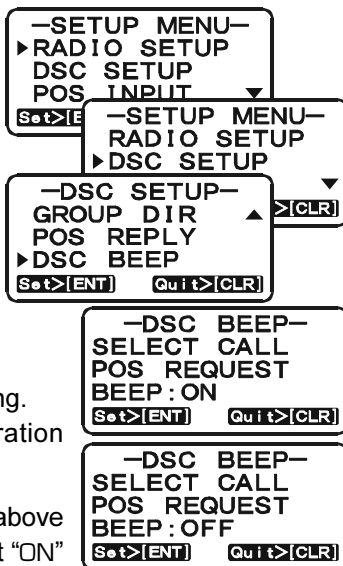 —SETUP MENU—
▶RADIO SETUP
DSC SETUP
POS INPUT ▼
Set>[E
—SETUP MENU—
RADIO SETUP
▶DSC SETUP
▼
>[CLR]
—DSC SETUP—
GROUP DIR ▲
POS REPLY
▶DSC BEEP
Set>[ENT] Quit>[CLR]
—DSC BEEP—
SELECT CALL
POS REQUEST
BEEP:ON
Set>[ENT] Quit>[CLR]
ng.
ration
—DSC BEEP—
SELECT CALL
POS REQUEST
BEEP:OFF
Set>[ENT] Quit>[CLR]
above
t “ON”